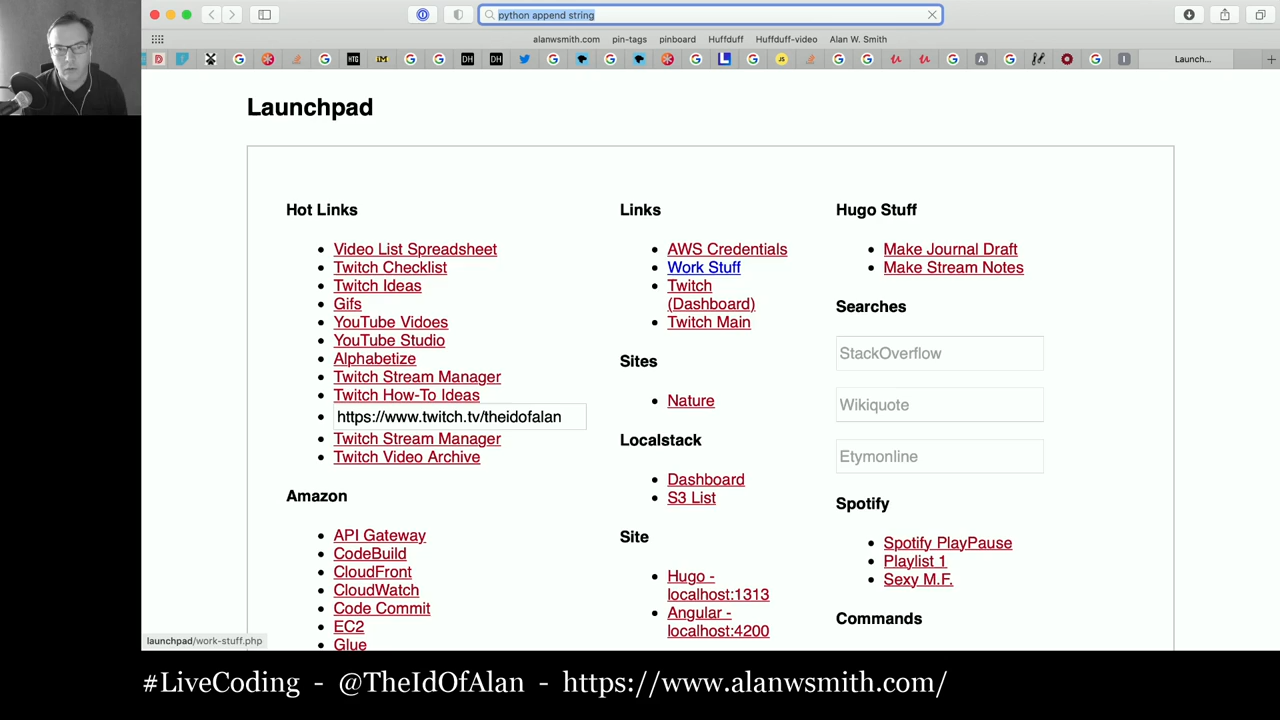 python append string
alanwsmith.com pin-tags pinboard Huffduff Huffduff-video Alan W. Smith
Launch...
Launchpad
Hot Links
Video List Spreadsheet
Twitch Checklist
Twitch Ideas
Gifs
YouTube Vidoes
YouTube Studio
Alphabetize
Twitch Stream Manager
Twitch How-To Ideas
https://www.twitch.tv/theidofalan
Twitch Stream Manager
Twitch Video Archive
Amazon
API Gateway
CodeBuild
CloudFront
CloudWatch
Code Commit
EC2
Glue
Links
AWS Credentials
Work Stuff
Twitch
(Dashboard)
Twitch Main
Sites
Nature
Localstack
Dashboard
S3 List
Site
Hugo -
localhost:1313
Angular -
localhost:4200
Hugo Stuff
Make Journal Draft
Make Stream Notes
Searches
StackOverflow
Wikiquote
Etymonline
Spotify
Spotify PlayPause
Playlist 1
Sexy M.F.
Commands
launchpad/work-stuff.php
#LiveCoding - @TheIdOfAlan - https://www.alanwsmith.com/